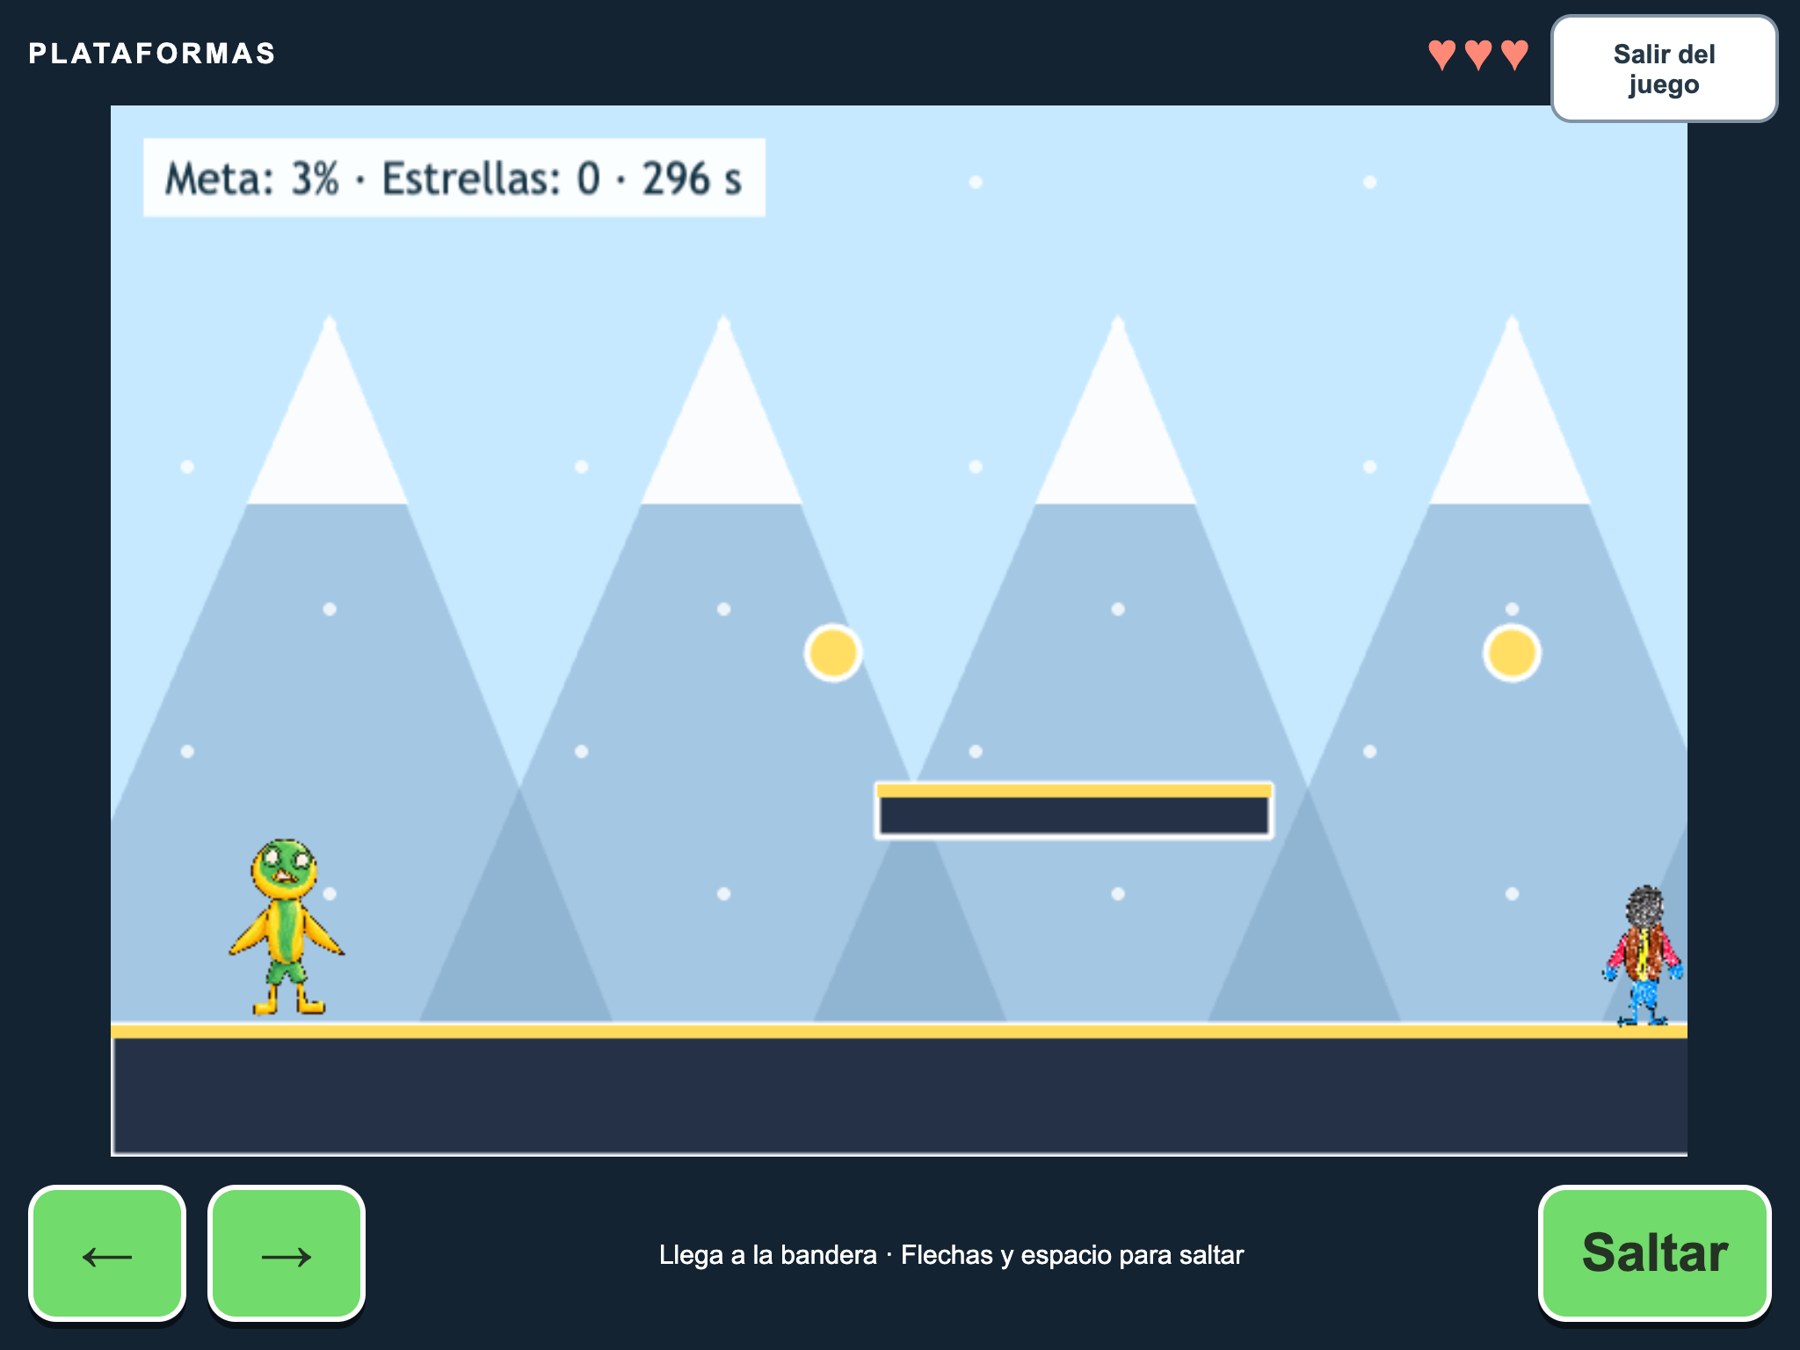 PLATAFORMAS
♥♥♥
Salir del
juego
Meta: 3% · Estrellas: 0 · 296 s
←
→
Llega a la bandera · Flechas y espacio para saltar
Saltar